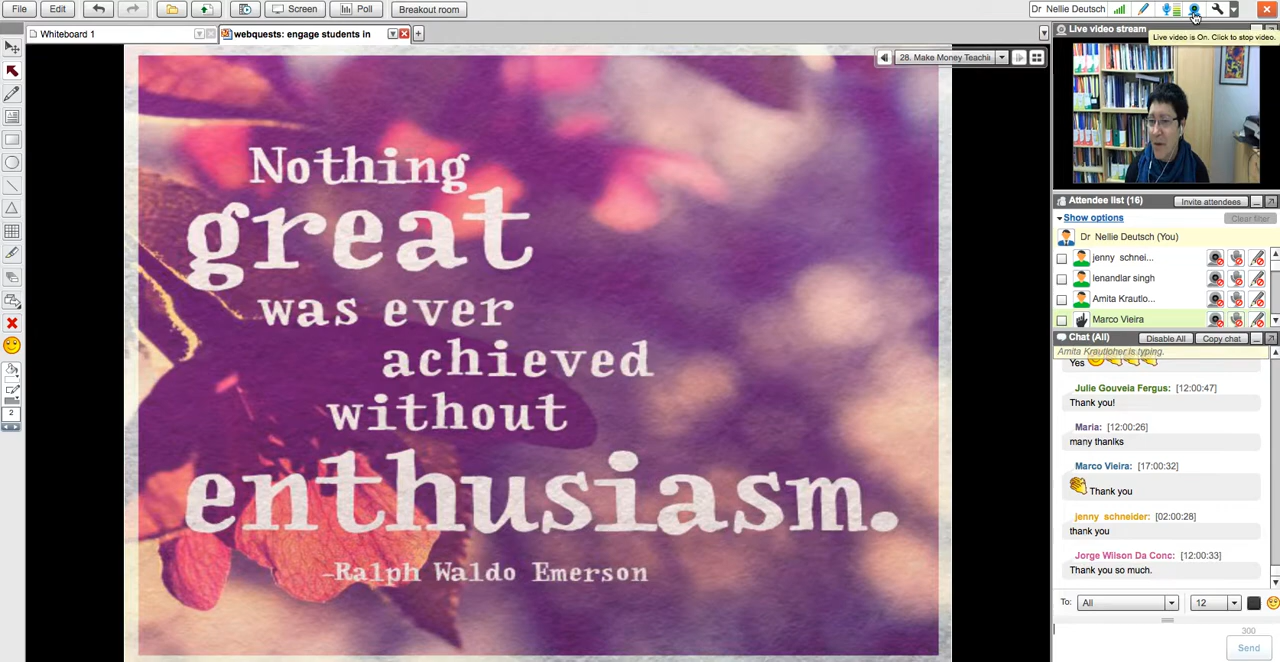 File
Edit
Screen
Poll
Breakout room
Dr Nellie Deutsch
Whiteboard 1
webquests: engage students in
Live video stream
Live video is On. Click to stop video.
28. Make Money Teachi
Nothing
great
was ever
achieved
without
enthusiasm.
-Ralph Waldo Emerson
2
Attendee list (16)
Invite attendees
Show options
Clear filter
Dr Nellie Deutsch (You)
jenny schnei...
lenandlar singh
Amita Krautlo...
Marco Vieira
Chat (All)
Disable All
Copy chat
Amita Krautloher is typing.
Yes
Julie Gouveia Fergus: [12:00:47]
Thank you!
Maria: [12:00:26]
many thanlks
Marco Vieira: [17:00:32]
Thank you
jenny schneider: [02:00:28]
thank you
Jorge Wilson Da Conc: [12:00:33]
Thank you so much.
To: All 12
300
Send